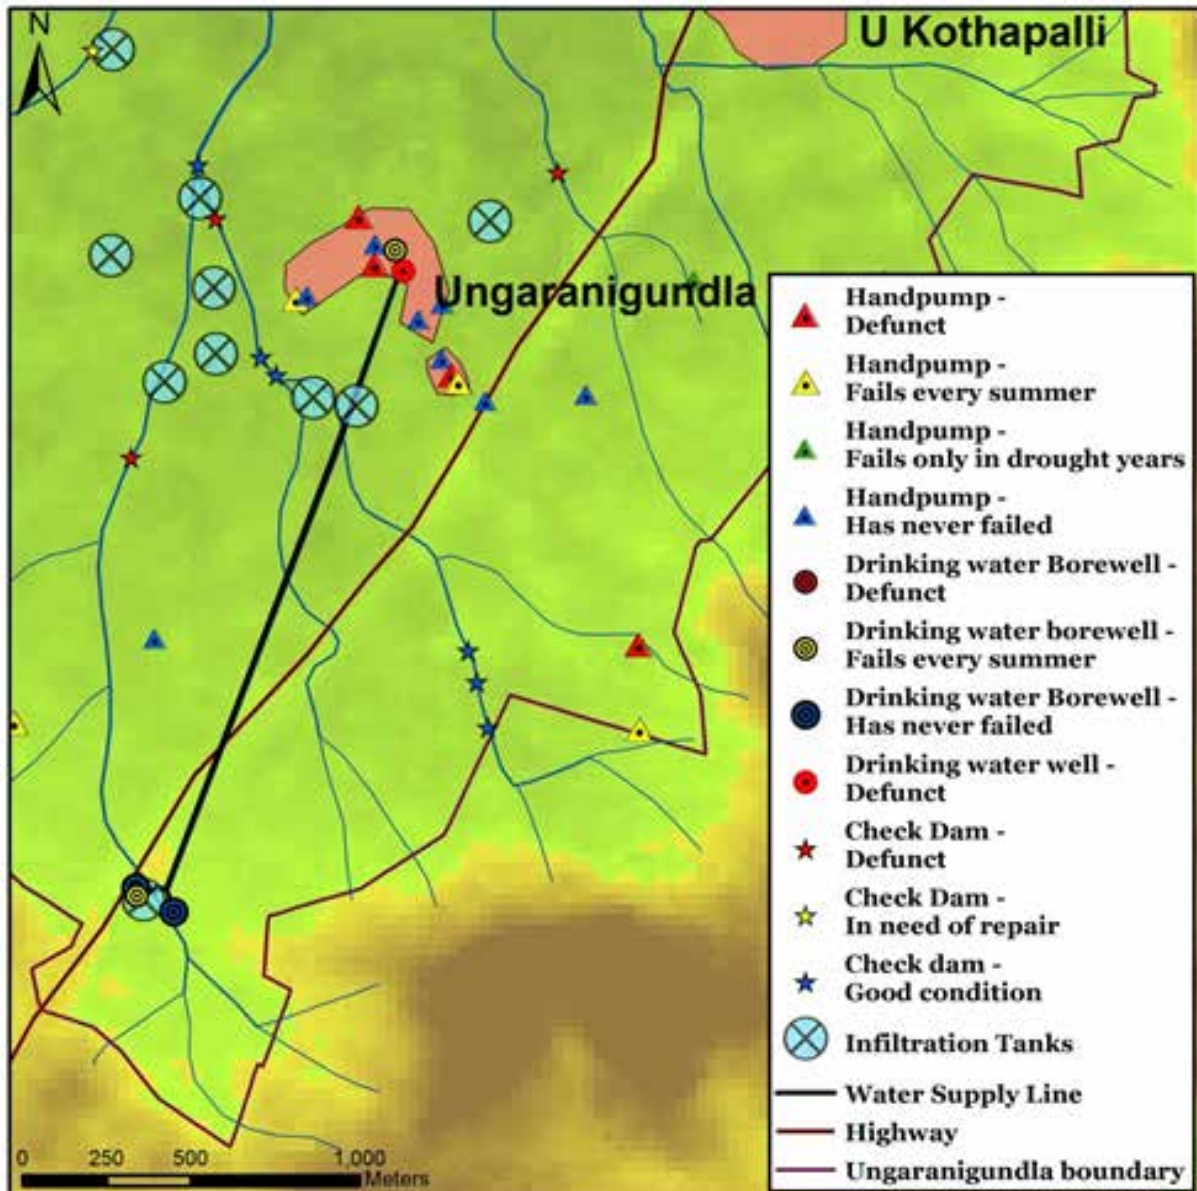 U Kothapalli
N
Ungaranigundla
Handpump -
Defunct
Handpump -
Fails every summer
Handpump -
Fails only in drought years
Handpump -
Has never failed
Drinking water Borewell -
Defunct
Drinking water borewell -
Fails every summer
Drinking water Borewell -
Has never failed
Drinking water well -
Defunct
Check Dam -
Defunct
Check Dam -
In need of repair
Check dam -
Good condition
Infiltration Tanks
Water Supply Line
Highway
Ungaranigundla boundary
0 250 500 1,000
Meters